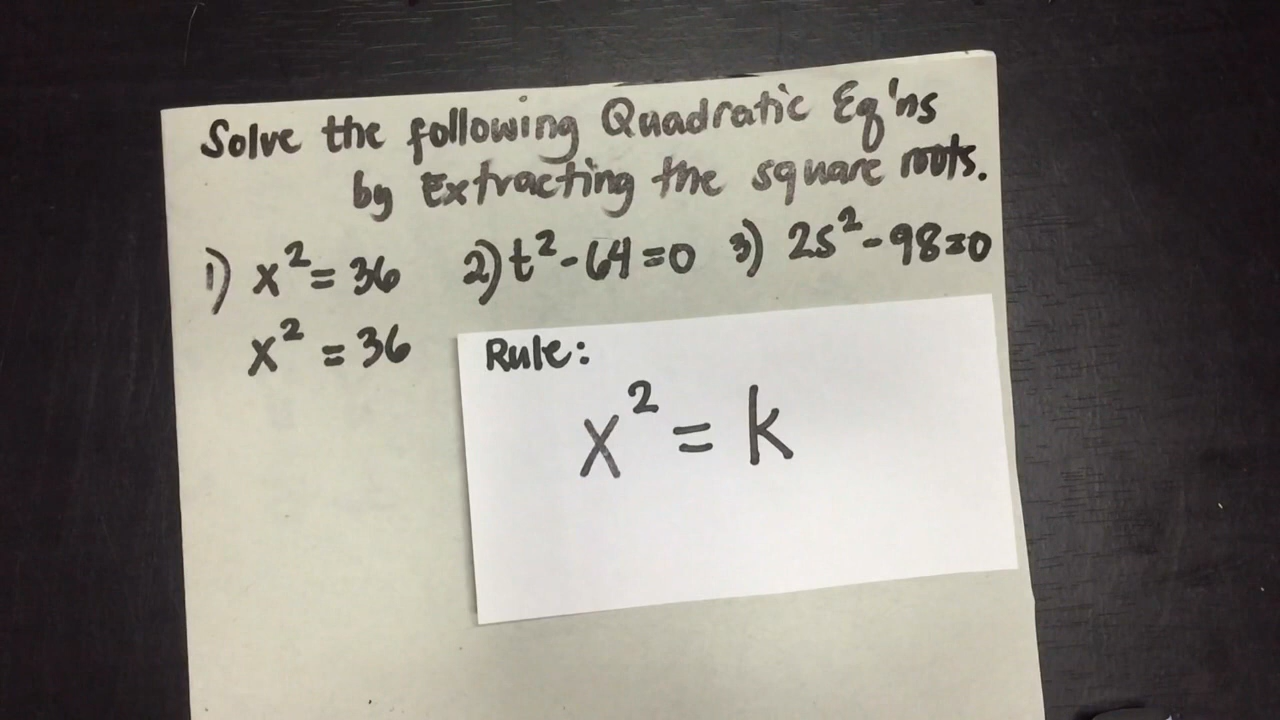 Solve the following Quadratic Eq'ns
by Extracting the square roots.
1) x² = 36 2) t² - 64 = 0 3) 2s² - 98 = 0
x² = 36
Rule:
x² = k